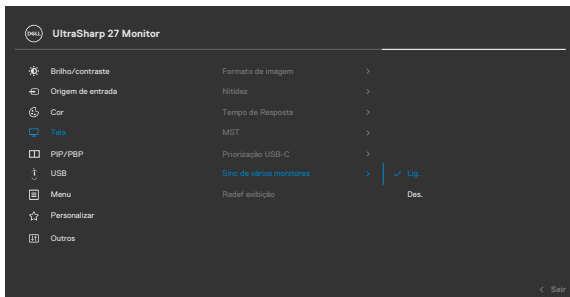 DELL UltraSharp 27 Monitor
Brilho/contraste Formato de imagem
Origem de entrada Nitidez
Cor Tempo de Resposta
Tela MST
PIP/PBP Priorização USB-C
USB Sinc de vários monitores Lig.
Menu Redef exibição Des.
Personalizar
Outros
Sair